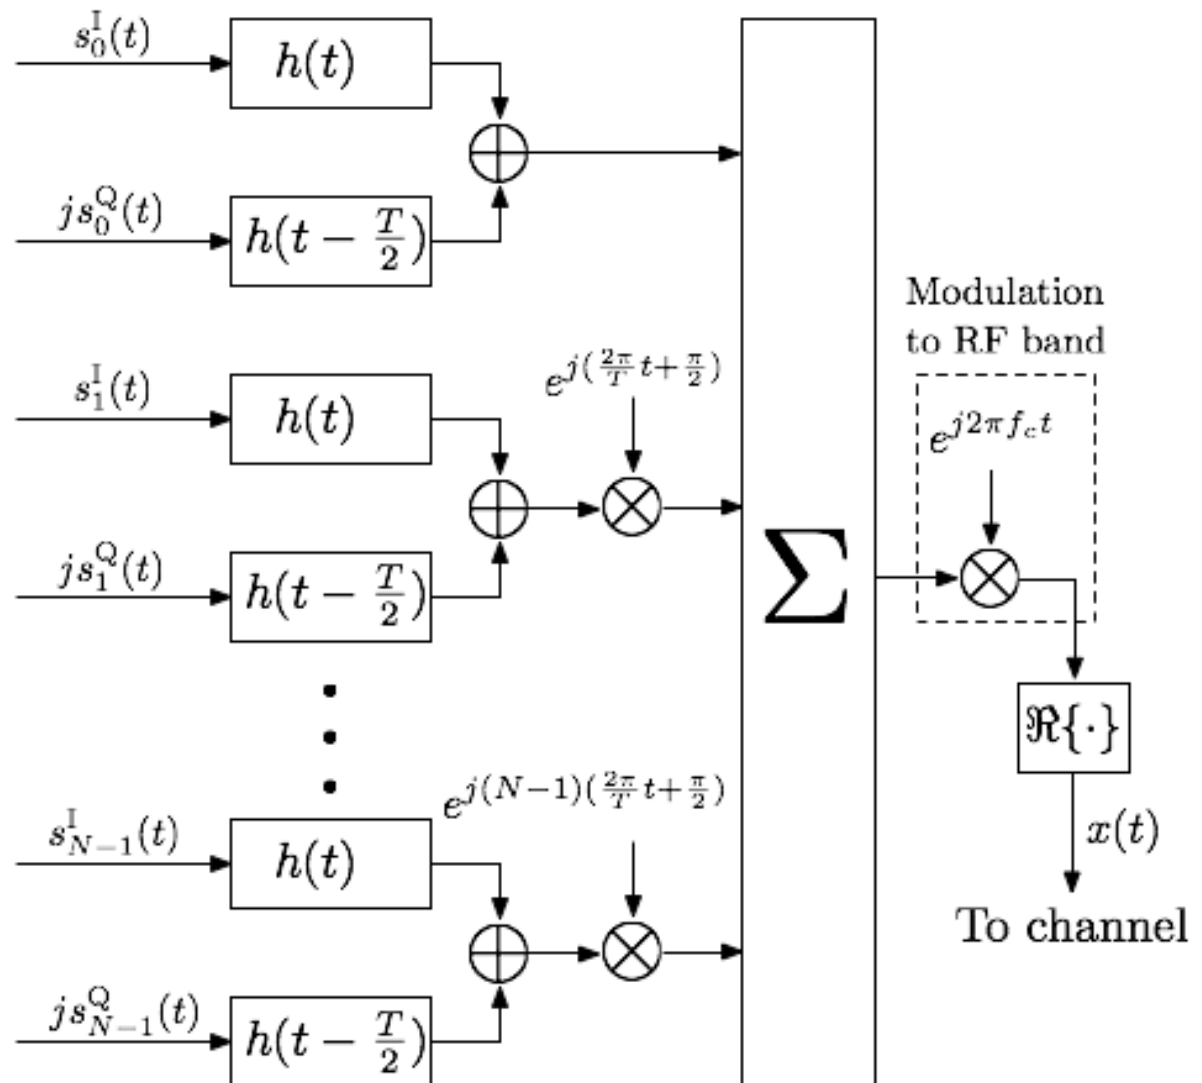 s_0^I(t)
h(t)
js_0^Q(t)
h(t − T/2)
s_1^I(t)
h(t)
e^{j(2π/T t + π/2)}
js_1^Q(t)
h(t − T/2)
s_{N−1}^I(t)
h(t)
e^{j(N−1)(2π/T t + π/2)}
js_{N−1}^Q(t)
h(t − T/2)
Σ
Modulation
to RF band
e^{j2πf_c t}
ℜ{·}
x(t)
To channel